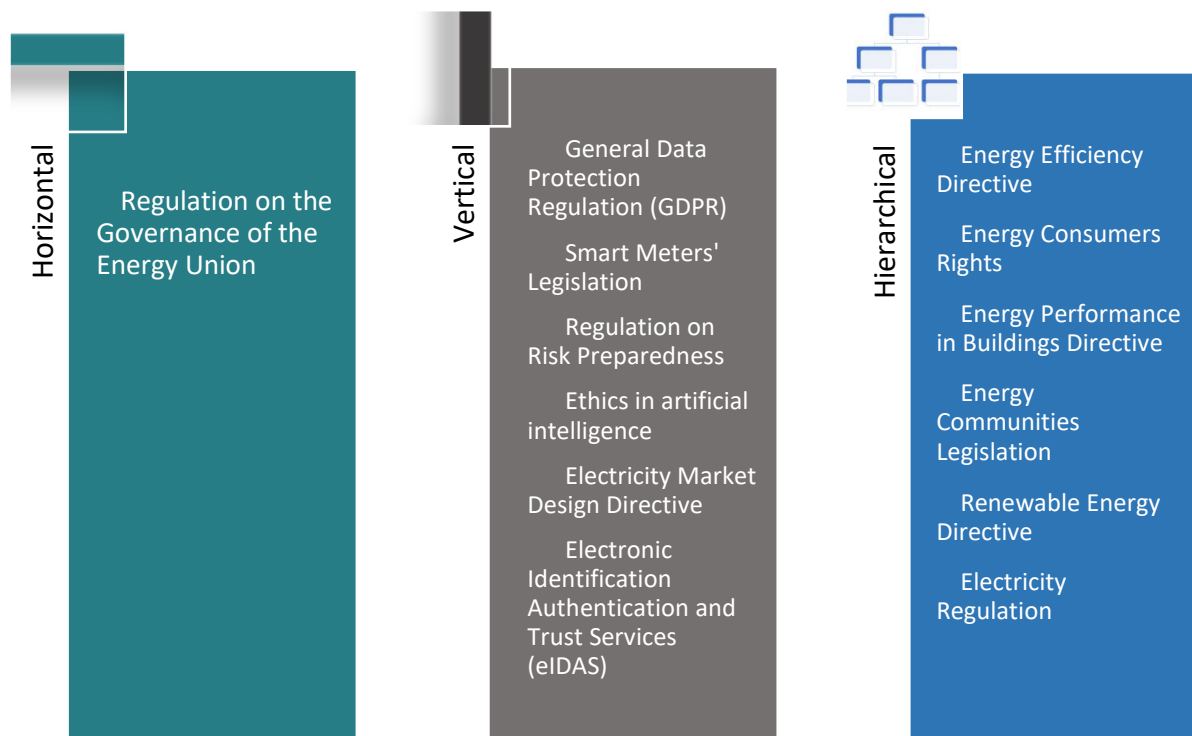 Horizontal
Regulation on the
Governance of the
Energy Union
Vertical
General Data
Protection
Regulation (GDPR)
Smart Meters'
Legislation
Regulation on
Risk Preparedness
Ethics in artificial
intelligence
Electricity Market
Design Directive
Electronic
Identification
Authentication and
Trust Services
(eIDAS)
Hierarchical
Energy Efficiency
Directive
Energy Consumers
Rights
Energy Performance
in Buildings Directive
Energy
Communities
Legislation
Renewable Energy
Directive
Electricity
Regulation